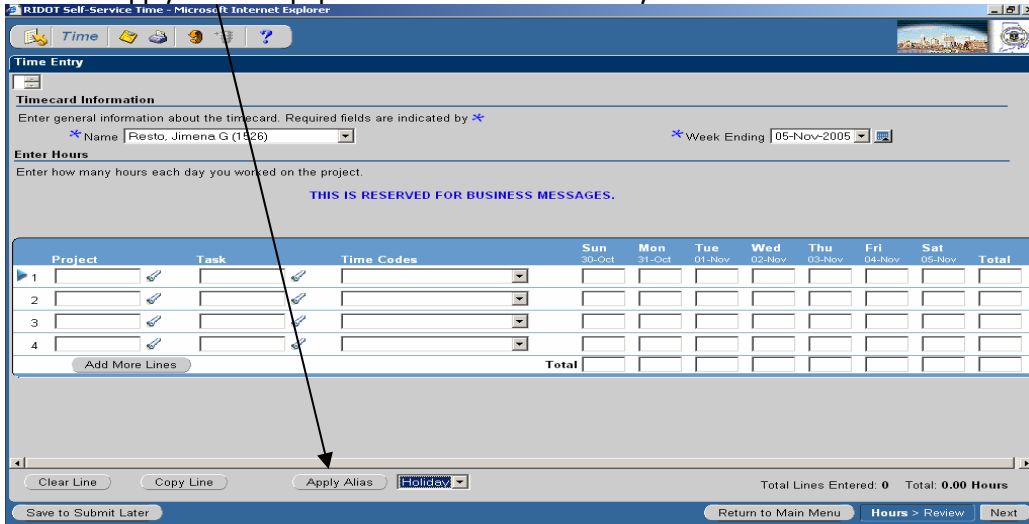 RIDOT Self-Service Time - Microsoft Internet Explorer
Time
Time Entry
Timecard Information
Enter general information about the timecard. Required fields are indicated by *
* Name Resto, Jimena G (1526) * Week Ending 05-Nov-2005
Enter Hours
Enter how many hours each day you worked on the project.
THIS IS RESERVED FOR BUSINESS MESSAGES.
Sun Mon Tue Wed Thu Fri Sat
Project Task Time Codes 30-Oct 31-Oct 01-Nov 02-Nov 03-Nov 04-Nov 05-Nov Total
1
2
3
4
Add More Lines Total
Clear Line Copy Line Apply Alias Holiday Total Lines Entered: 0 Total: 0.00 Hours
Save to Submit Later Return to Main Menu Hours > Review Next